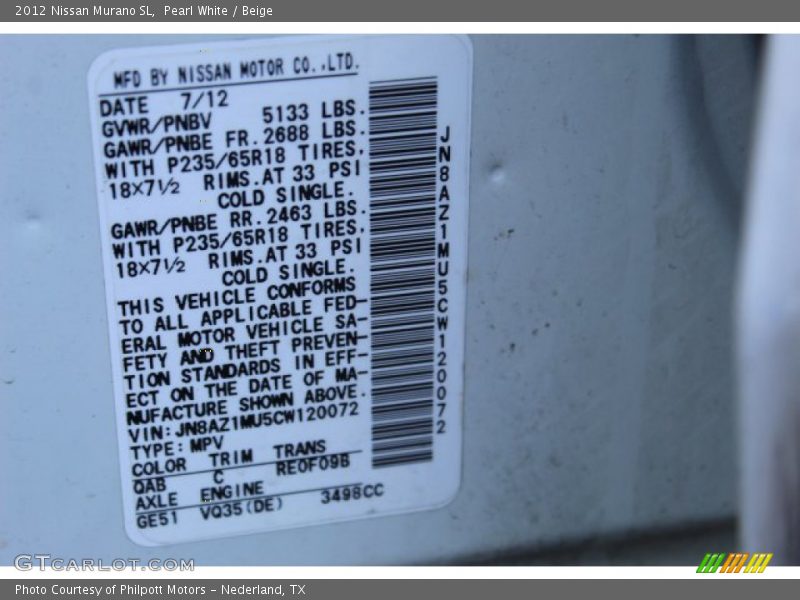 2012 Nissan Murano SL,  Pearl White / Beige
MFD BY NISSAN MOTOR CO.,LTD.
DATE 7/12
GVWR/PNBV 5133 LBS.
GAWR/PNBE FR.2688 LBS.
WITH P235/65R18 TIRES,
18×7½ RIMS.AT 33 PSI
COLD SINGLE.
GAWR/PNBE RR.2463 LBS.
WITH P235/65R18 TIRES,
18×7½ RIMS.AT 33 PSI
COLD SINGLE.
THIS VEHICLE CONFORMS
TO ALL APPLICABLE FED-
ERAL MOTOR VEHICLE SA-
FETY AND THEFT PREVEN-
TION STANDARDS IN EFF-
ECT ON THE DATE OF MA-
NUFACTURE SHOWN ABOVE.
VIN:JN8AZ1MU5CW120072
TYPE:MPV
COLOR TRIM TRANS
QAB C RE0F09B
AXLE ENGINE
GE51 VQ35(DE) 3498CC
JN8AZ1MU5CW120072
GTcarlot.com
Photo Courtesy of Philpott Motors - Nederland, TX